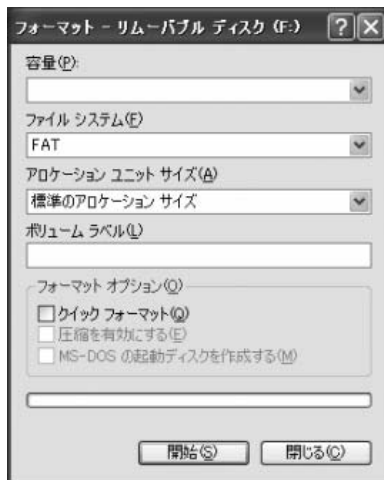 フォーマット - リムーバブル ディスク (F:)
容量(P):
ファイル システム(F)
FAT
アロケーション ユニット サイズ(A)
標準のアロケーション サイズ
ボリューム ラベル(L)
フォーマット オプション(O)
クイック フォーマット(Q)
圧縮を有効にする(E)
MS-DOS の起動ディスクを作成する(M)
開始(S)
閉じる(C)